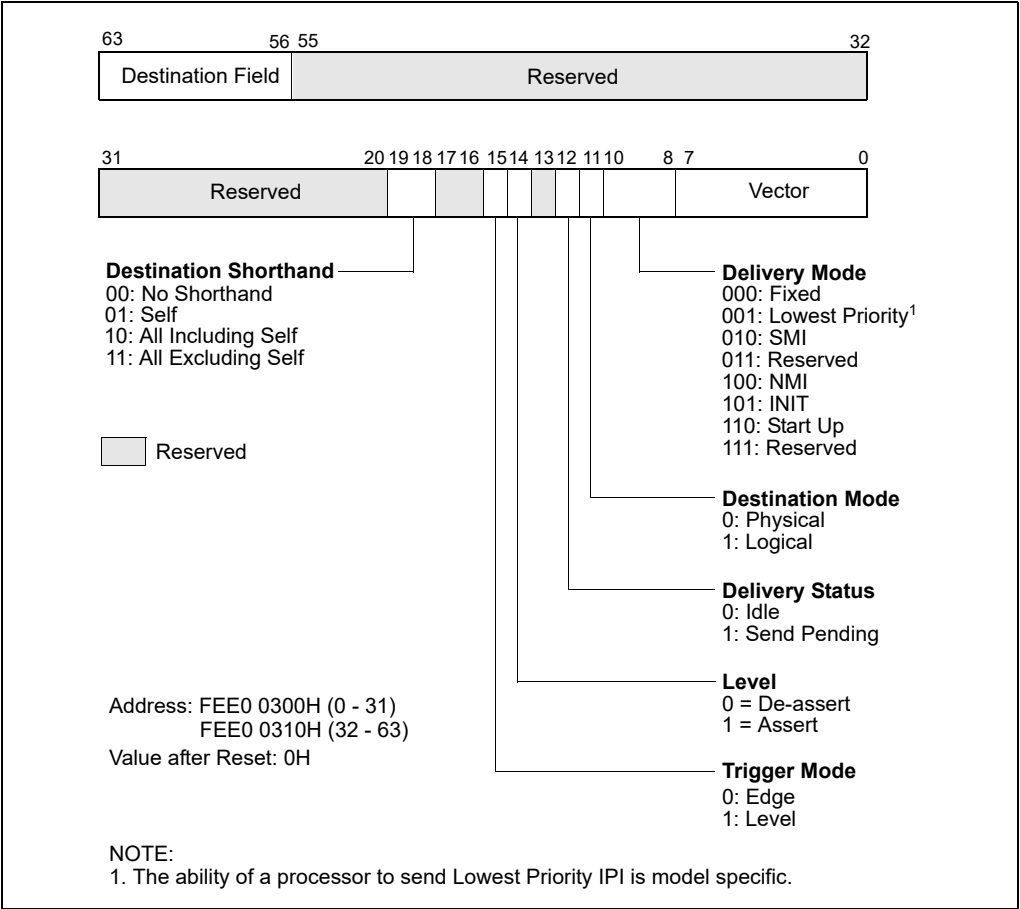 63 56 55 32
Destination Field Reserved
31 20 19 18 17 16 15 14 13 12 11 10 8 7 0
Reserved Vector
Destination Shorthand
00: No Shorthand
01: Self
10: All Including Self
11: All Excluding Self
Reserved
Delivery Mode
000: Fixed
001: Lowest Priority1
010: SMI
011: Reserved
100: NMI
101: INIT
110: Start Up
111: Reserved
Destination Mode
0: Physical
1: Logical
Delivery Status
0: Idle
1: Send Pending
Level
0 = De-assert
1 = Assert
Trigger Mode
0: Edge
1: Level
Address: FEE0 0300H (0 - 31)
FEE0 0310H (32 - 63)
Value after Reset: 0H
NOTE:
1. The ability of a processor to send Lowest Priority IPI is model specific.